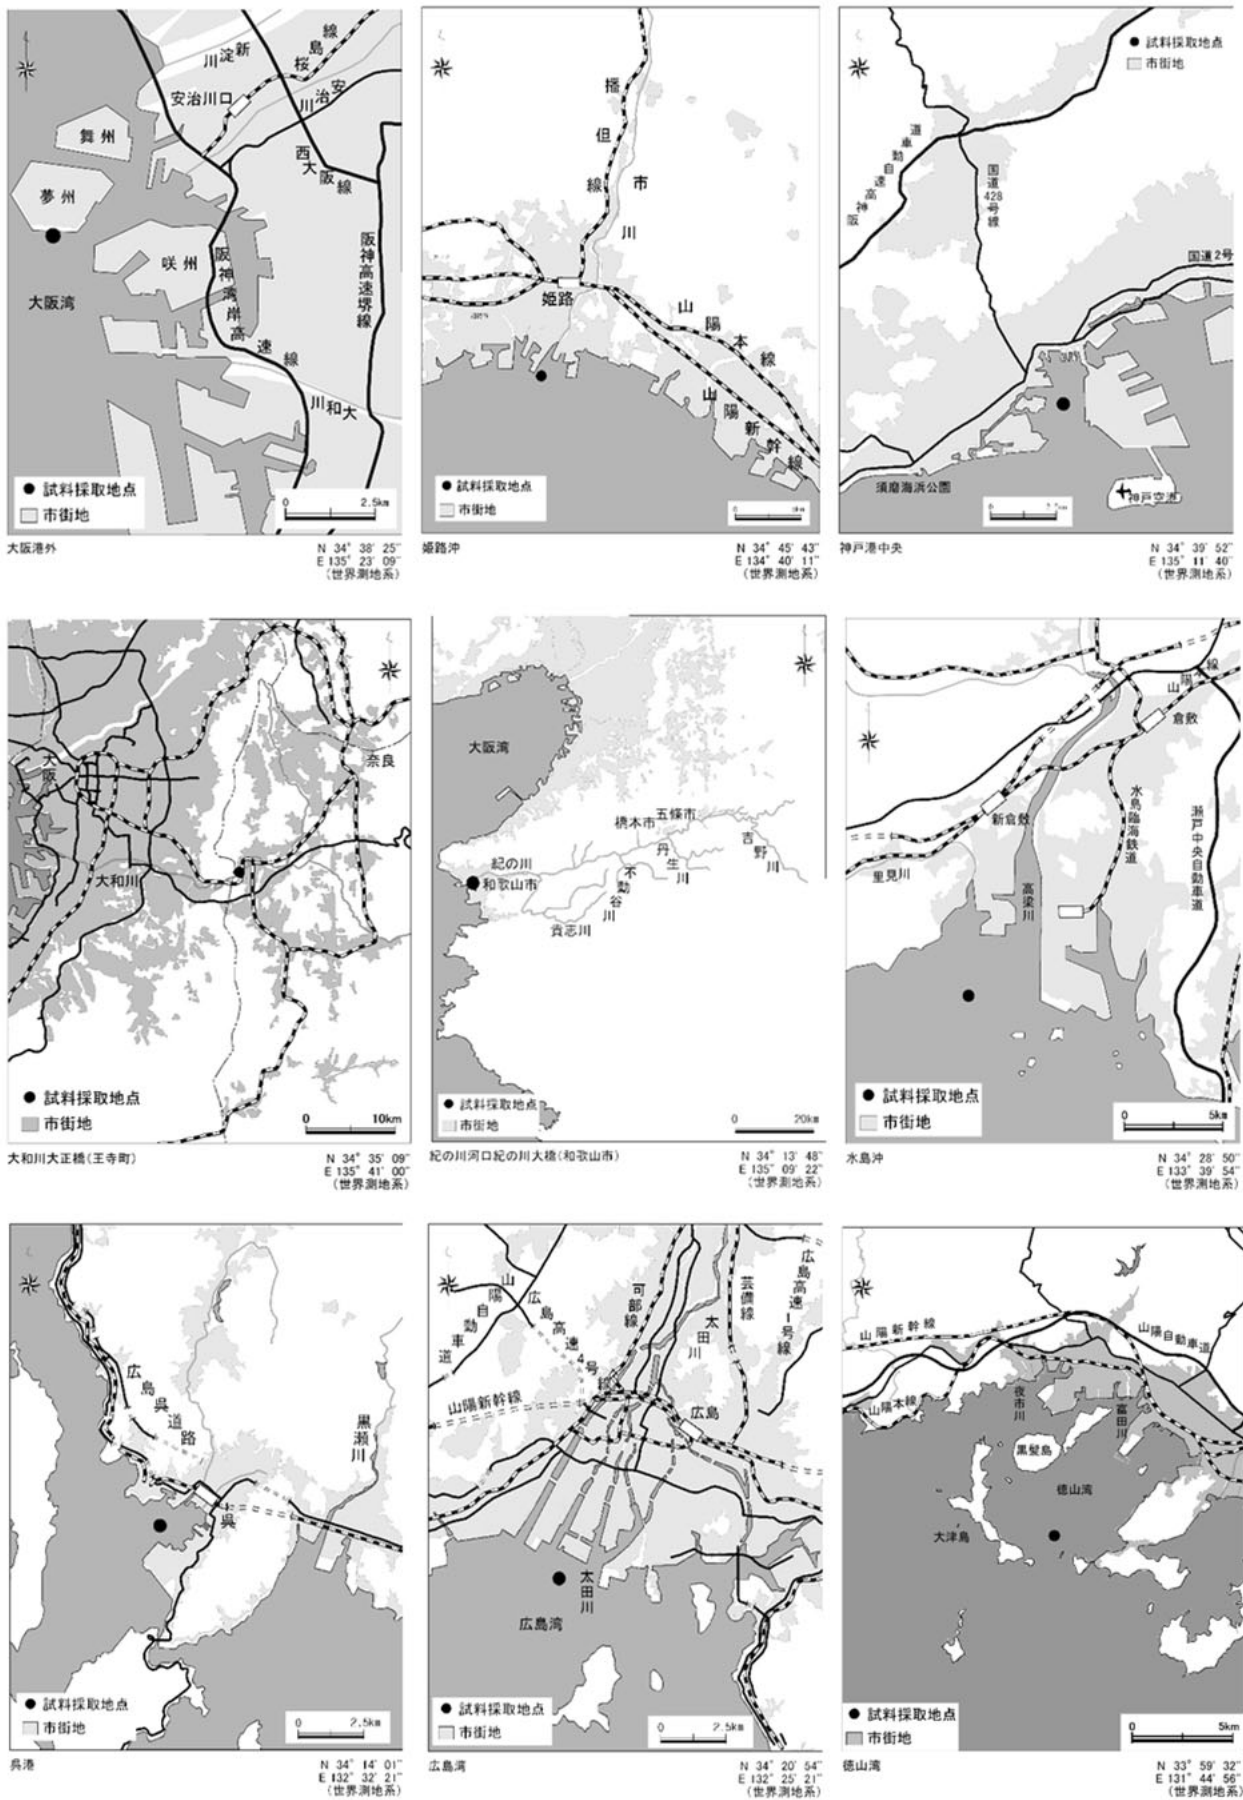 新淀川
桜島線
安治川口
安治川
舞州
西大阪線
夢州
咲州
阪神湾岸高速線
阪神高速堺線
大阪湾
大和川
● 試料採取地点
市街地
0 2.5km
大阪港外
N 34° 38′ 25″
E 135° 23′ 09″
(世界測地系)
播但線
市川
姫路
山陽本線
山陽新幹線
● 試料採取地点
市街地
姫路沖
N 34° 45′ 43″
E 134° 40′ 11″
(世界測地系)
● 試料採取地点
市街地
阪神高速自動車道
国道428号線
国道2号
須磨海浜公園
神戸空港
神戸港中央
N 34° 39′ 52″
E 135° 11′ 40″
(世界測地系)
大阪
奈良
大和川
● 試料採取地点
市街地
0 10km
大和川大正橋(王寺町)
N 34° 35′ 09″
E 135° 41′ 00″
(世界測地系)
大阪湾
橋本市
五條市
紀の川
和歌山市
丹生川
吉野川
不動谷川
貴志川
● 試料採取地点
市街地
0 20km
紀の川河口紀の川大橋(和歌山市)
N 34° 13′ 48″
E 135° 09′ 22″
(世界測地系)
山陽本線
倉敷
新倉敷
水島臨海鉄道
瀬戸中央自動車道
里見川
高梁川
● 試料採取地点
市街地
0 5km
水島沖
N 34° 28′ 50″
E 133° 39′ 54″
(世界測地系)
広島呉道路
黒瀬川
呉
● 試料採取地点
市街地
0 2.5km
呉港
N 34° 14′ 01″
E 132° 32′ 21″
(世界測地系)
山陽自動車道
広島高速4号線
可部線
太田川
芸備線
広島高速1号線
山陽新幹線
広島
太田川
広島湾
● 試料採取地点
市街地
0 2.5km
広島湾
N 34° 20′ 54″
E 132° 25′ 21″
(世界測地系)
山陽新幹線
山陽自動車道
山陽本線
夜市川
富田川
黒髪島
徳山湾
大津島
● 試料採取地点
市街地
0 5km
徳山湾
N 33° 59′ 32″
E 131° 44′ 56″
(世界測地系)